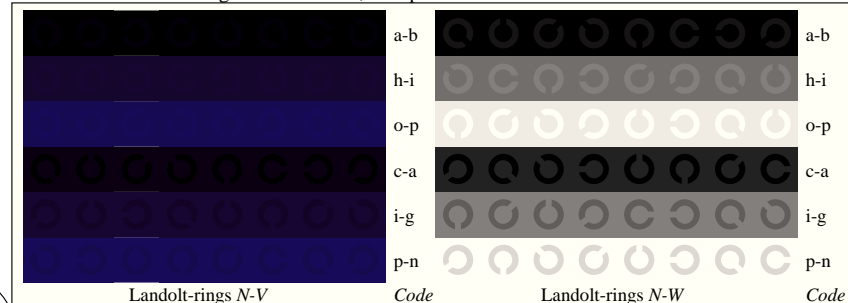 a-b a-b
h-i h-i
o-p o-p
c-a c-a
i-g i-g
p-n p-n
Landolt-rings N-V Code Landolt-rings N-W Code